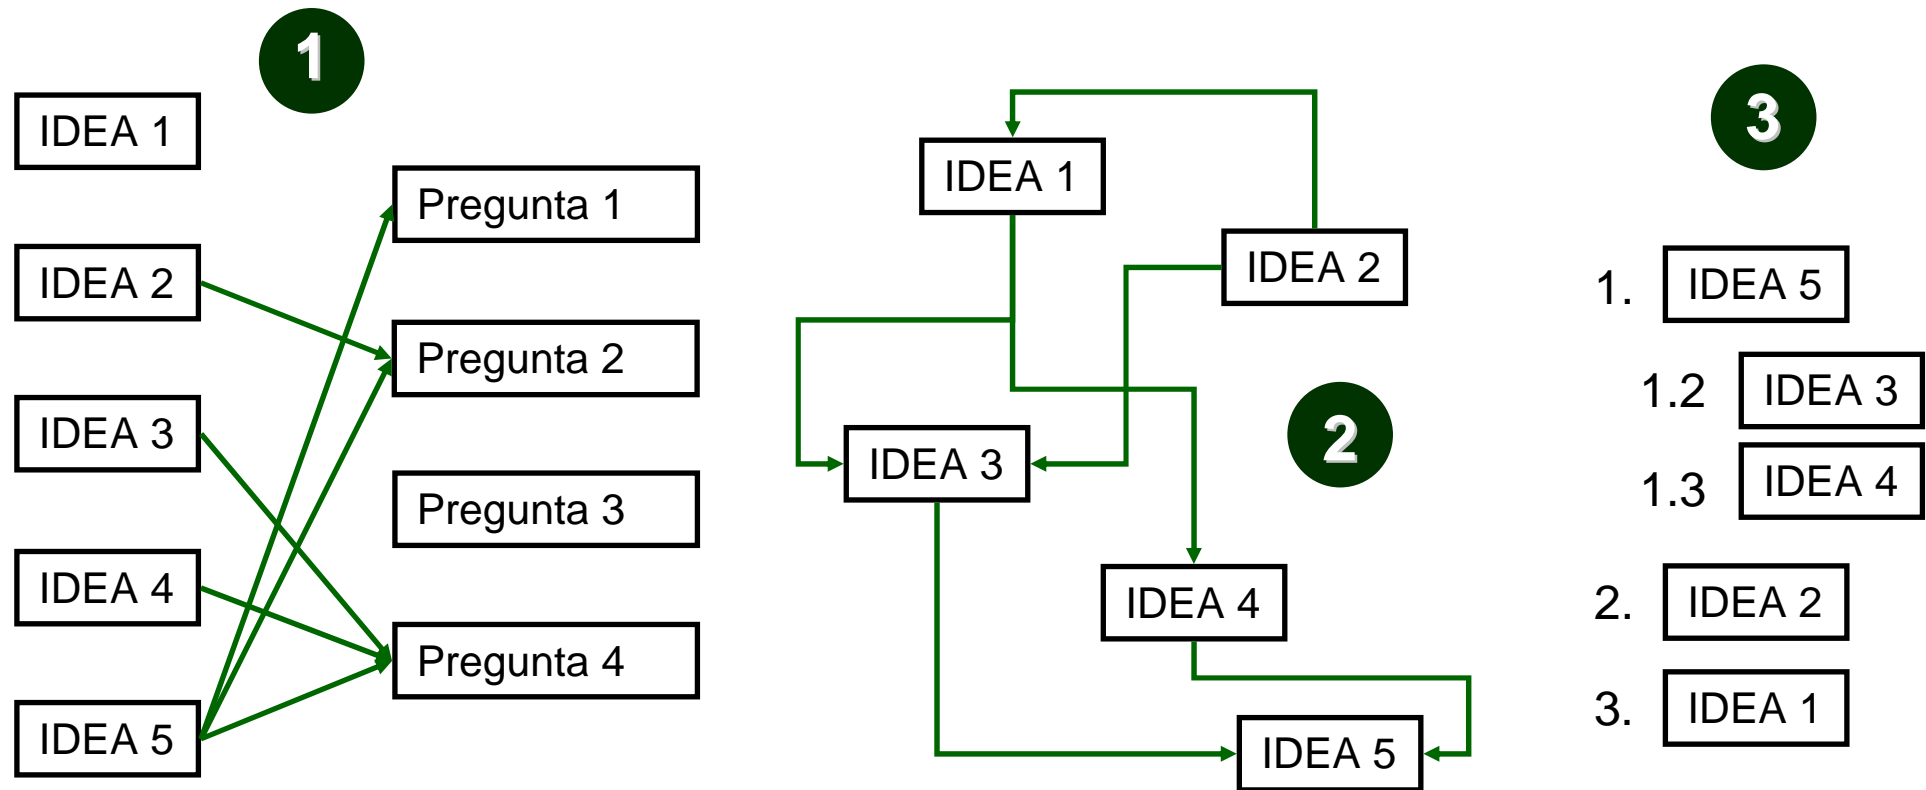 1
IDEA 1
IDEA 2
IDEA 3
IDEA 4
IDEA 5
Pregunta 1
Pregunta 2
Pregunta 3
Pregunta 4
IDEA 1
IDEA 2
2
IDEA 3
IDEA 4
IDEA 5
3
1. IDEA 5
1.2 IDEA 3
1.3 IDEA 4
2. IDEA 2
3. IDEA 1